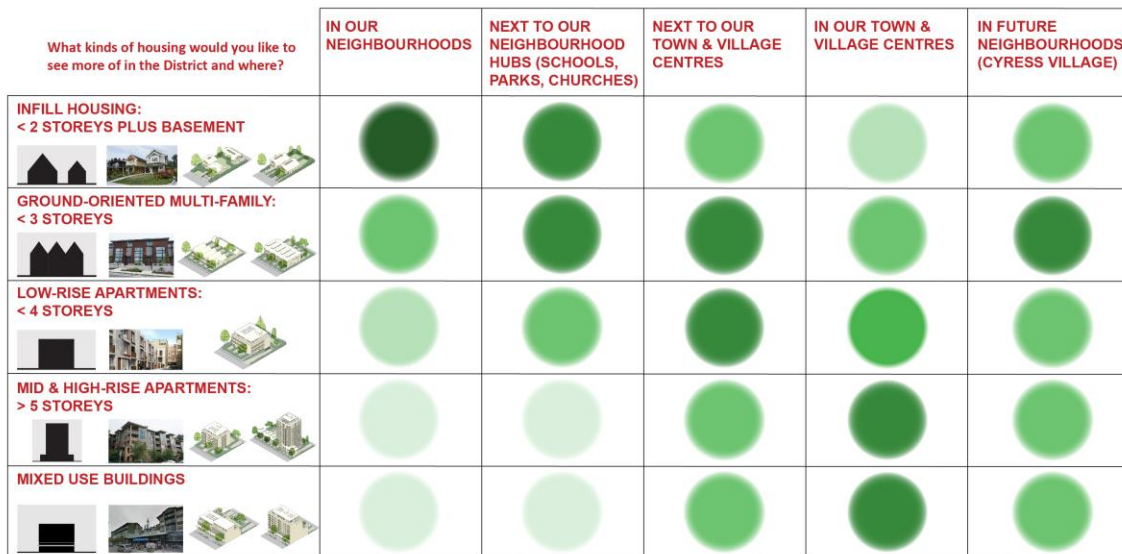 What kinds of housing would you like to
see more of in the District and where?
IN OUR
NEIGHBOURHOODS
NEXT TO OUR
NEIGHBOURHOOD
HUBS (SCHOOLS,
PARKS, CHURCHES)
NEXT TO OUR
TOWN & VILLAGE
CENTRES
IN OUR TOWN &
VILLAGE CENTRES
IN FUTURE
NEIGHBOURHOODS
(CYRESS VILLAGE)
INFILL HOUSING:
< 2 STOREYS PLUS BASEMENT
GROUND-ORIENTED MULTI-FAMILY:
< 3 STOREYS
LOW-RISE APARTMENTS:
< 4 STOREYS
MID & HIGH-RISE APARTMENTS:
> 5 STOREYS
MIXED USE BUILDINGS